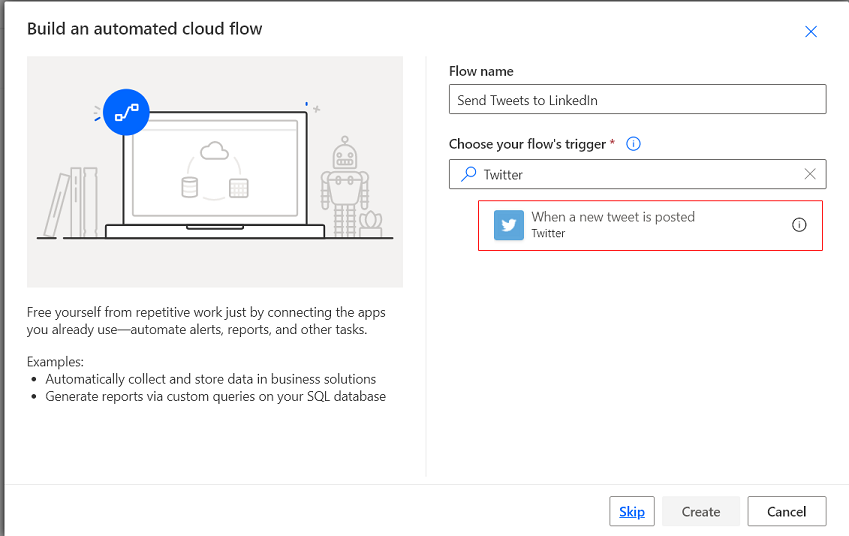 Build an automated cloud flow
Free yourself from repetitive work just by connecting the apps
you already use—automate alerts, reports, and other tasks.
Examples:
• Automatically collect and store data in business solutions
• Generate reports via custom queries on your SQL database
Flow name
Send Tweets to LinkedIn
Choose your flow's trigger *
Twitter
When a new tweet is posted
Twitter
Skip
Create
Cancel